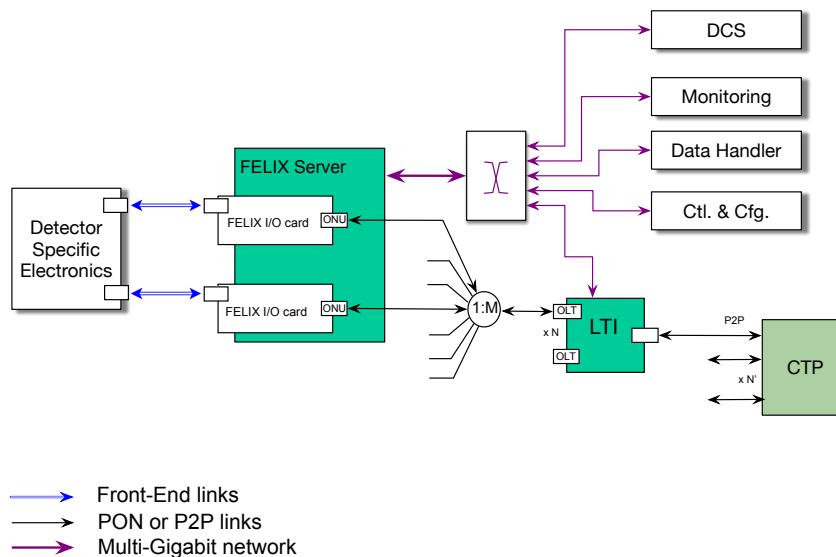 DCS
Monitoring
Data Handler
Ctl. & Cfg.
FELIX Server
FELIX I/O card
ONU
FELIX I/O card
ONU
Detector
Specific
Electronics
1:M
OLT
x N
OLT
LTI
P2P
x N'
CTP
Front-End links
PON or P2P links
Multi-Gigabit network